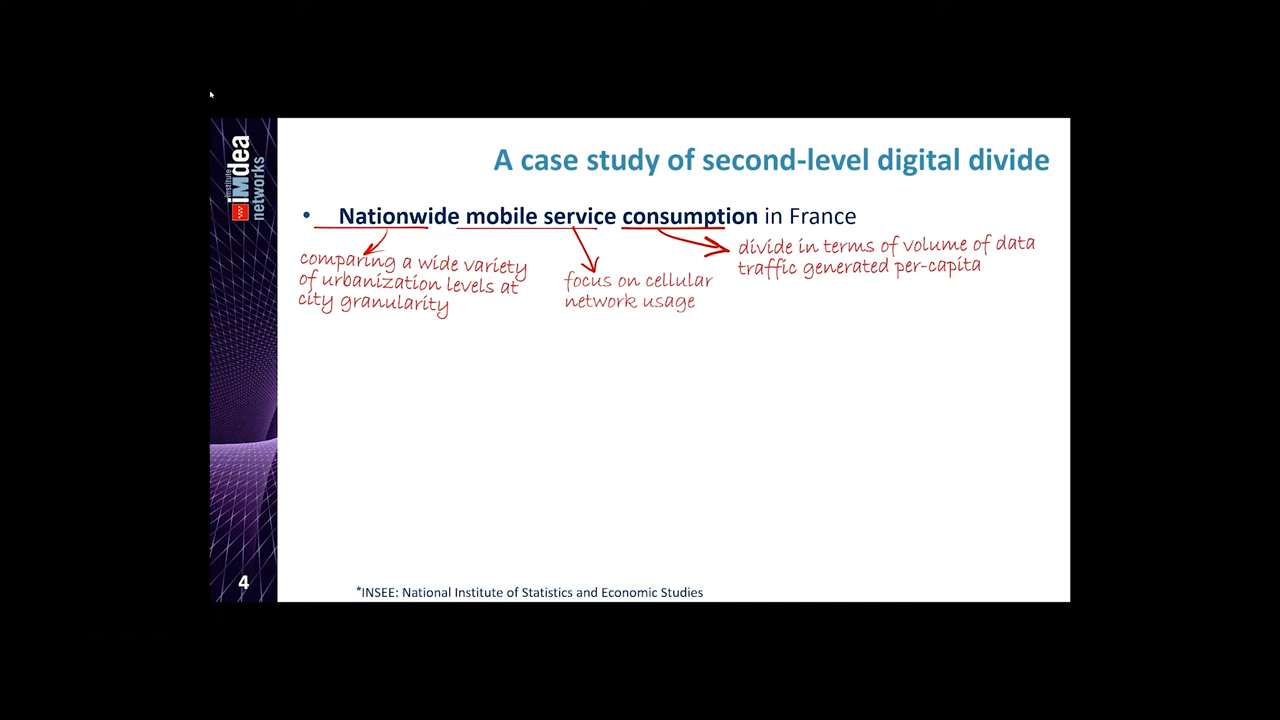 institute
iMdea
networks
A case study of second-level digital divide
• Nationwide mobile service consumption in France
comparing a wide variety
of urbanization levels at
city granularity
focus on cellular
network usage
divide in terms of volume of data
traffic generated per-capita
4
*INSEE: National Institute of Statistics and Economic Studies